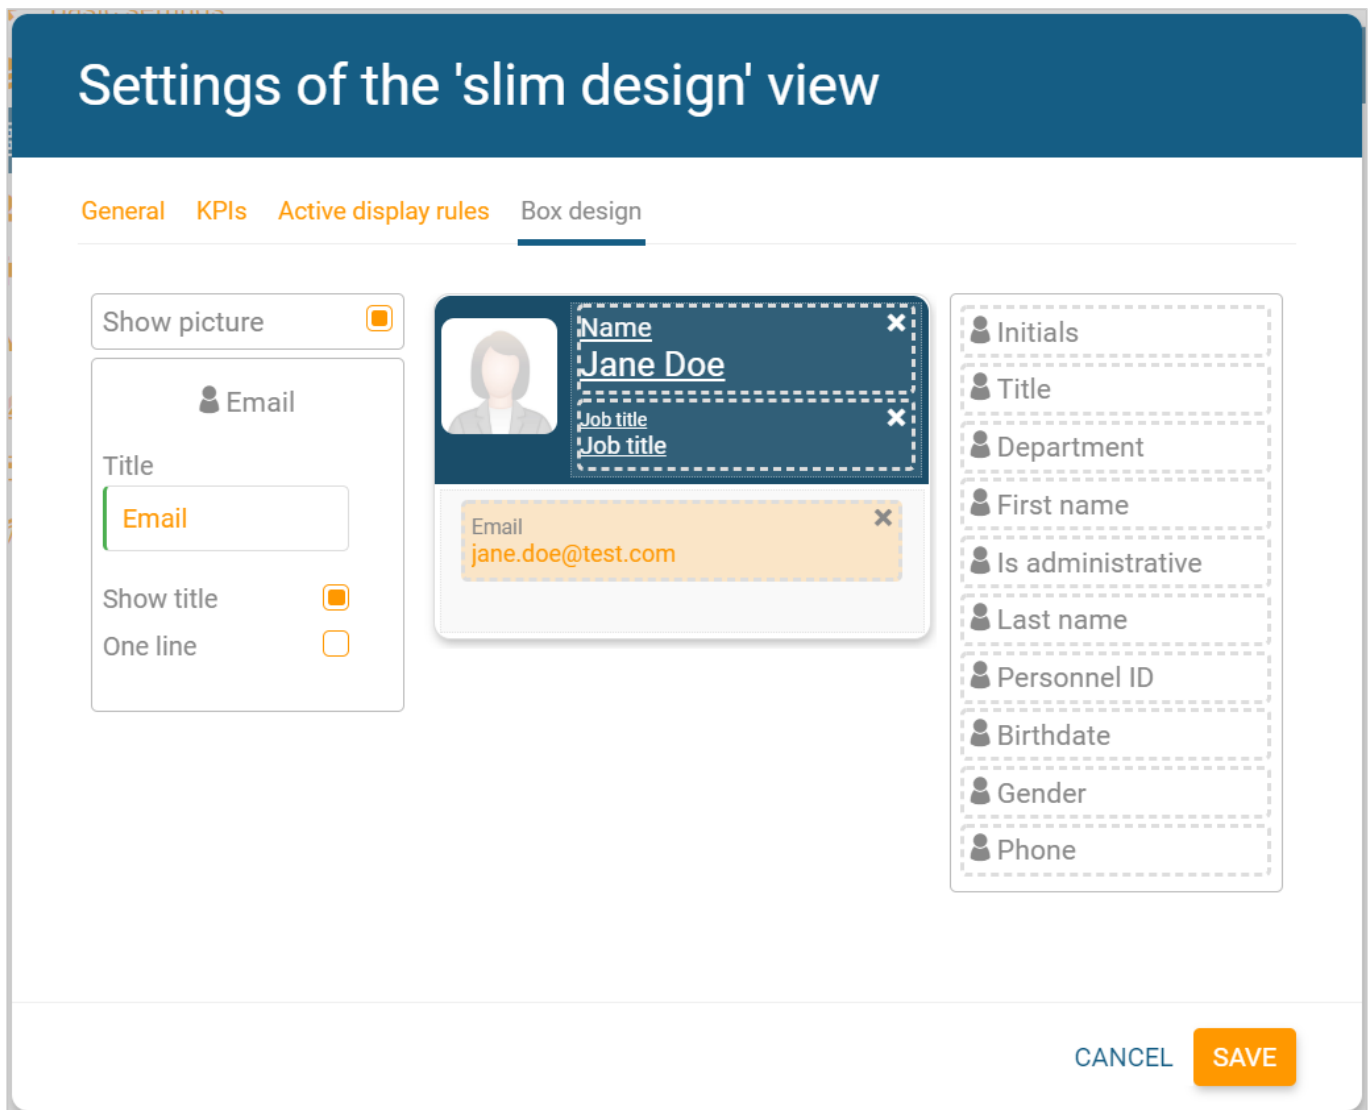 Settings of the 'slim design' view
General KPIs Active display rules Box design
Show picture
Email
Title
Email
Show title
One line
Name
Jane Doe
Job title
Job title
Email
jane.doe@test.com
Initials
Title
Department
First name
Is administrative
Last name
Personnel ID
Birthdate
Gender
Phone
CANCEL SAVE